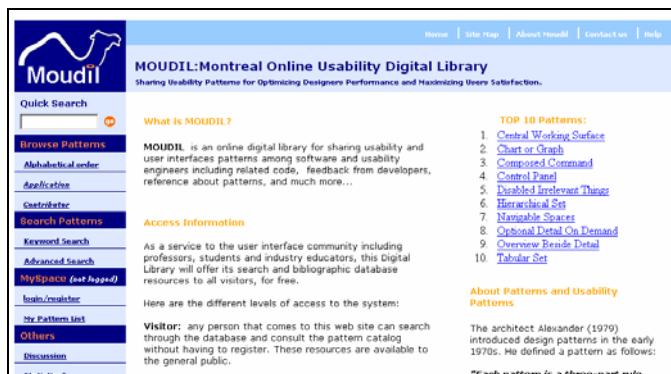 Home | Site Map | About Moudil | Contact us | Help
Moudil
MOUDIL:Montreal Online Usability Digital Library
Sharing Usability Patterns for Optimizing Designers Performance and Maximizing Users Satisfaction.
Quick Search
go
Browse Patterns
Alphabetical order
Application
Contributer
Search Patterns
Keyword Search
Advanced Search
MySpace (not logged)
login/register
My Pattern List
Others
Discussion
What is MOUDIL?
MOUDIL is an online digital library for sharing usability and
user interfaces patterns among software and usability
engineers including related code, feedback from developers,
reference about patterns, and much more...
Access Information
As a service to the user interface community including
professors, students and industry educators, this Digital
Library will offer its search and bibliographic database
resources to all visitors, for free.
Here are the different levels of access to the system:
Visitor: any person that comes to this web site can search
through the database and consult the pattern catalog
without having to register. These resources are available to
the general public.
TOP 10 Patterns:
1. Central Working Surface
2. Chart or Graph
3. Composed Command
4. Control Panel
5. Disabled Irrelevant Things
6. Hierarchical Set
7. Navigable Spaces
8. Optional Detail On Demand
9. Overview Beside Detail
10. Tabular Set
About Patterns and Usability
Patterns
The architect Alexander (1979)
introduced design patterns in the early
1970s. He defined a pattern as follows:
"Each pattern is a three-part rule